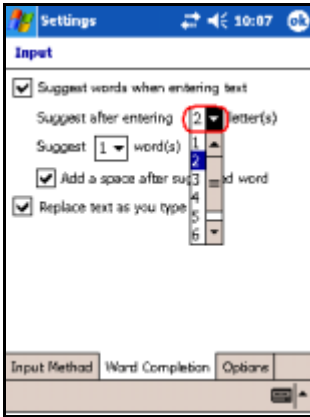 Settings 10:07 ok
Input
Suggest words when entering text
Suggest after entering 2 letter(s)
Suggest 1 word(s)
1
2
Add a space after sug d word
3
4
Replace text as you type
5
6
Input Method Word Completion Options